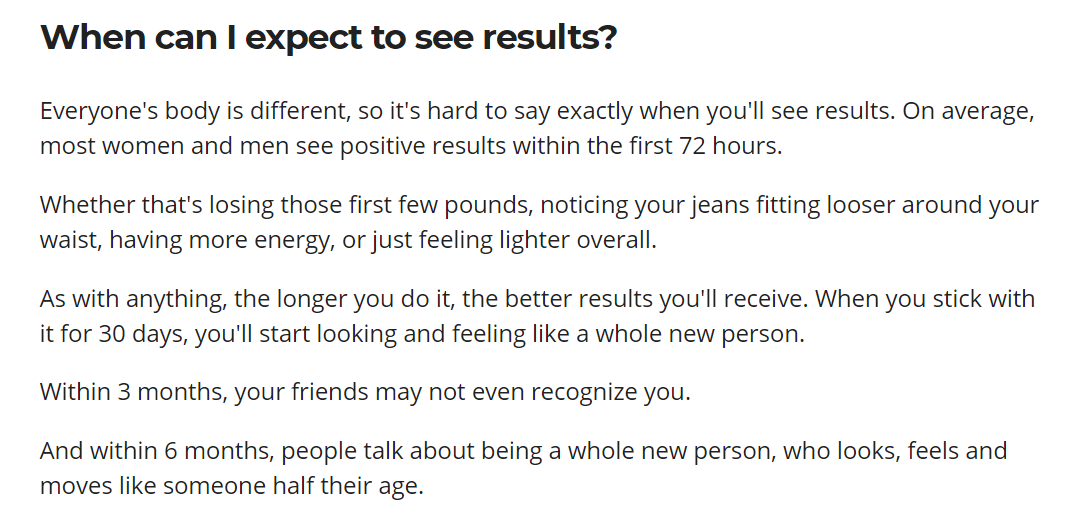 When can I expect to see results?
Everyone's body is different, so it's hard to say exactly when you'll see results. On average,
most women and men see positive results within the first 72 hours.
Whether that's losing those first few pounds, noticing your jeans fitting looser around your
waist, having more energy, or just feeling lighter overall.
As with anything, the longer you do it, the better results you'll receive. When you stick with
it for 30 days, you'll start looking and feeling like a whole new person.
Within 3 months, your friends may not even recognize you.
And within 6 months, people talk about being a whole new person, who looks, feels and
moves like someone half their age.